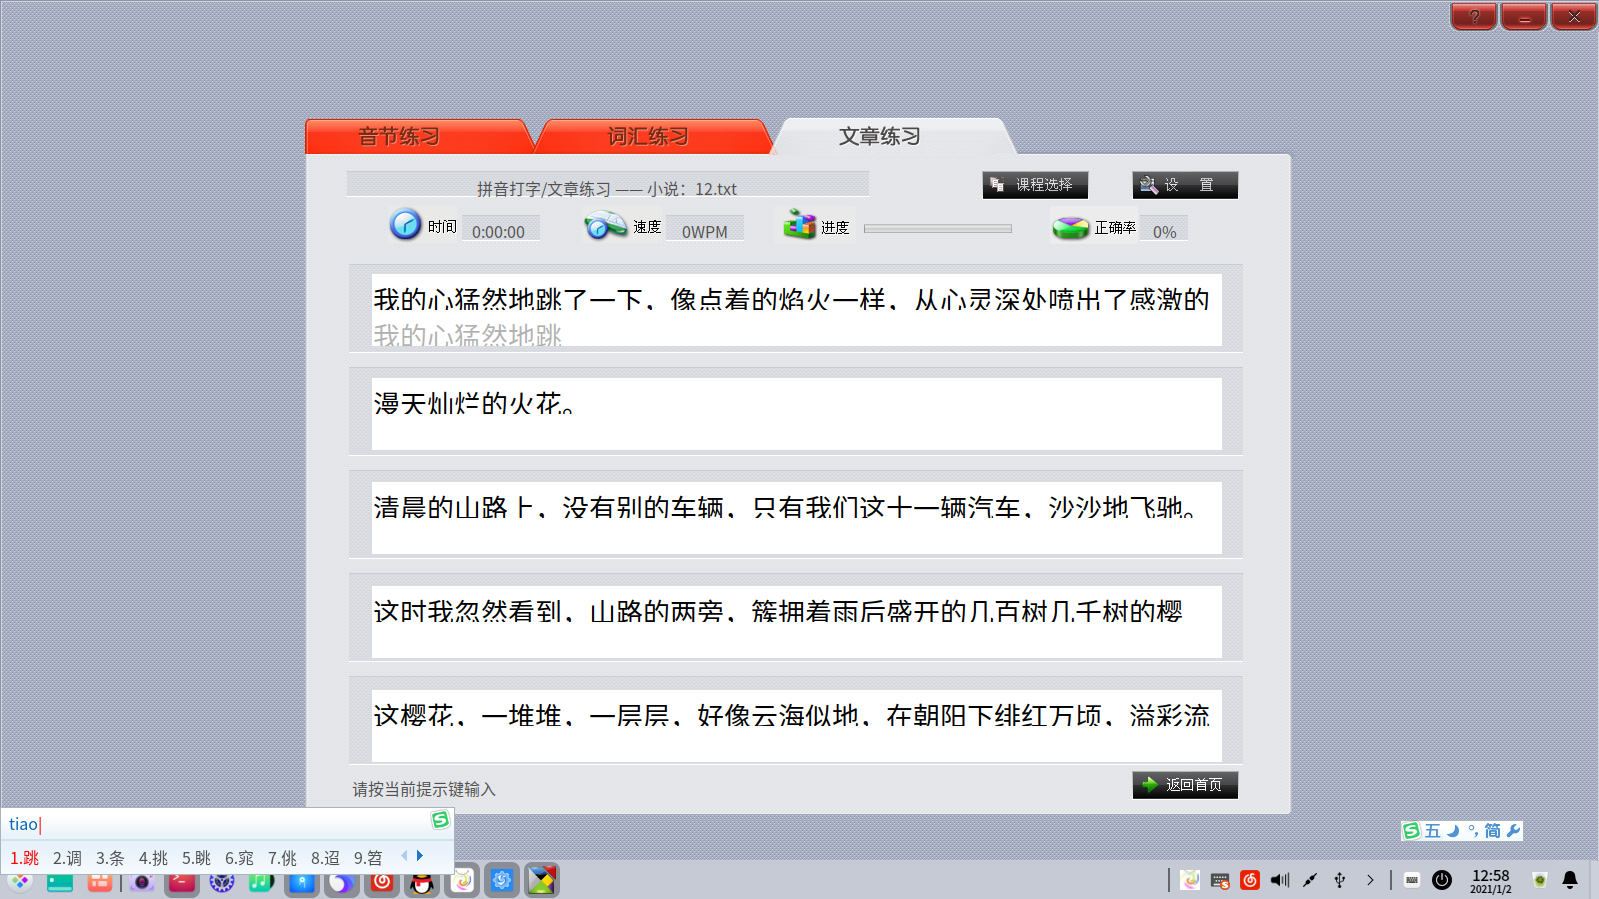 音节练习
词汇练习
文章练习
拼音打字/文章练习 —— 小说：12.txt
课程选择
设 置
时间 0:00:00
速度 0WPM
进度
正确率 0%
我的心猛然地跳了一下，像点着的焰火一样，从心灵深处喷出了感激的
我的心猛然地跳
漫天灿烂的火花。
清晨的山路上，没有别的车辆，只有我们这十一辆汽车，沙沙地飞驰。
这时我忽然看到，山路的两旁，簇拥着雨后盛开的几百树几千树的樱
这樱花，一堆堆，一层层，好像云海似地，在朝阳下绯红万顷，溢彩流
请按当前提示键输入
返回首页
tiao
1.跳 2.调 3.条 4.挑 5.眺 6.窕 7.佻 8.迢 9.笤
五 简
12:58
2021/1/2